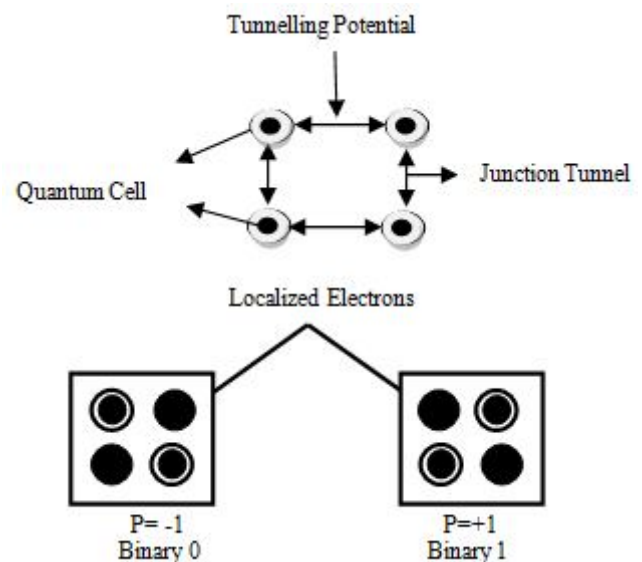 Tunnelling Potential
Quantum Cell
Junction Tunnel
Localized Electrons
P= -1
Binary 0
P=+1
Binary 1